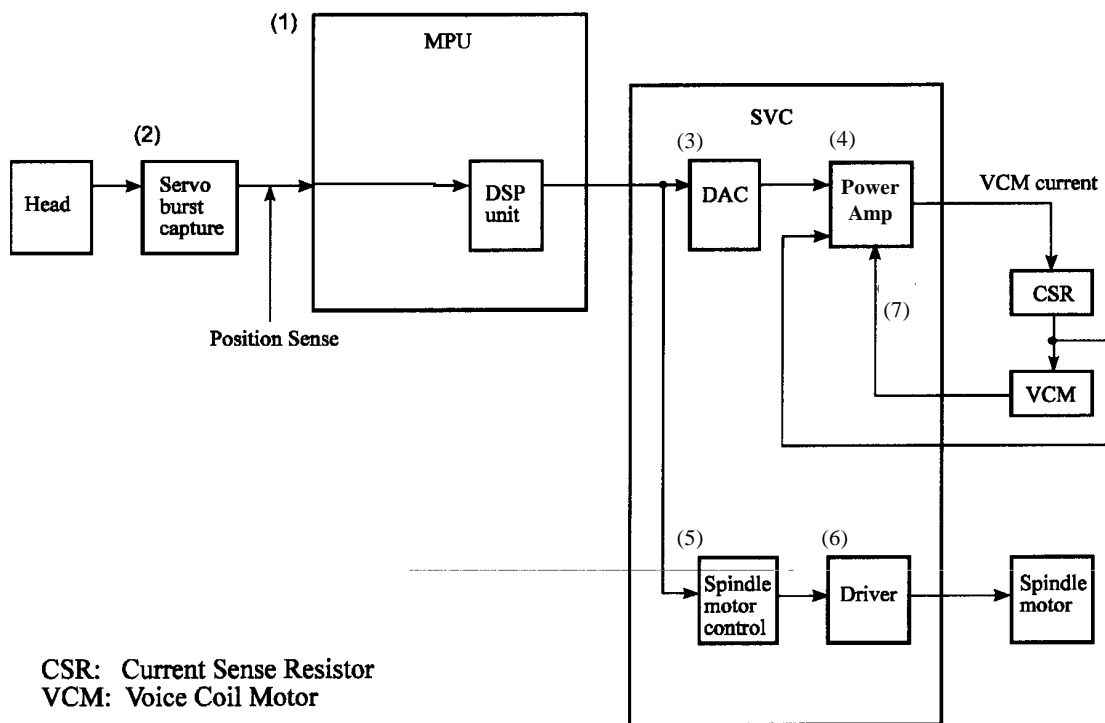 (1)
MPU
SVC
(2)
(3)
(4)
Head
Servo
burst
capture
DSP
unit
DAC
Power
Amp
VCM current
CSR
(7)
Position Sense
VCM
(5)
(6)
Spindle
motor
control
Driver
Spindle
motor
CSR: Current Sense Resistor
VCM: Voice Coil Motor